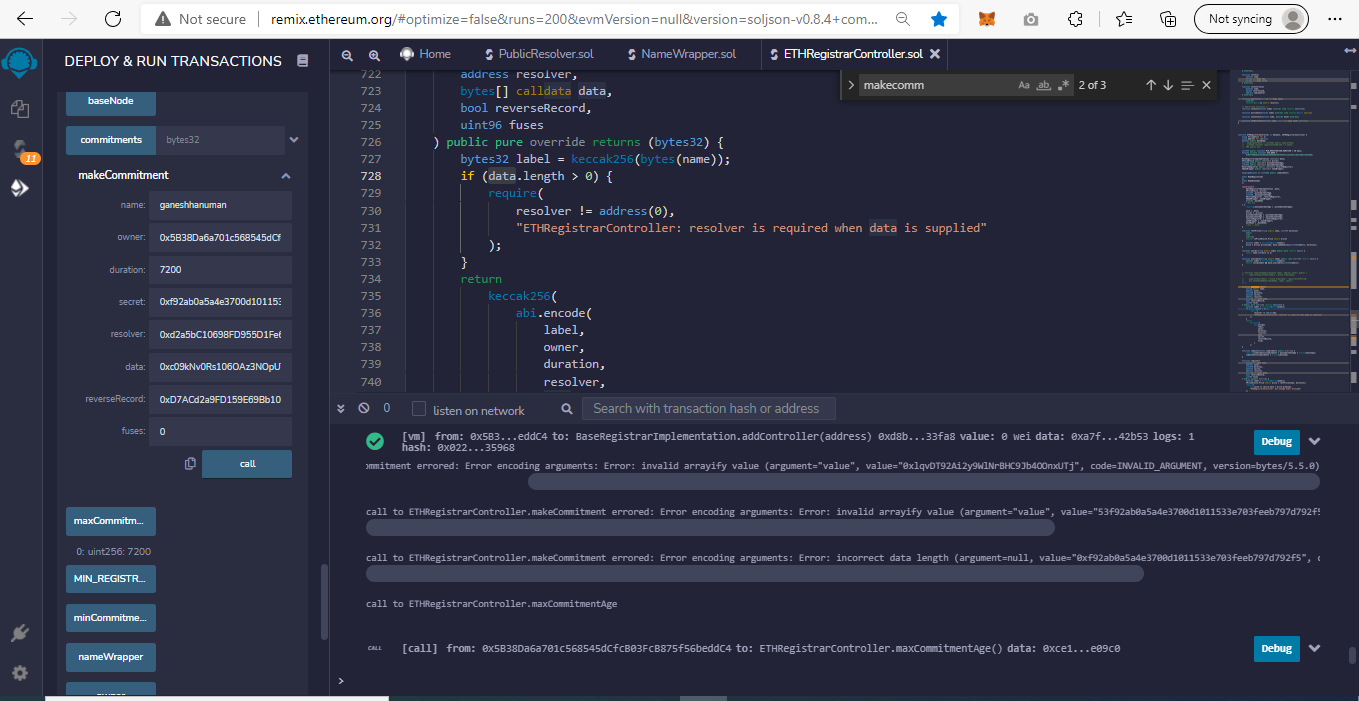 Not secure
remix.ethereum.org/#optimize=false&runs=200&evmVersion=null&version=soljson-v0.8.4+com...
Not syncing
DEPLOY & RUN TRANSACTIONS
Home
PublicResolver.sol
NameWrapper.sol
ETHRegistrarController.sol
makecomm
Aa
ab
2 of 3
baseNode
commitments
bytes32
makeCommitment
name:
ganeshhanuman
owner:
0x5B38Da6a701c568545dCf
duration:
7200
secret:
0xf92ab0a5a4e3700d101153
resolver:
0xd2a5bC10698FD955D1Fe6
data:
0xc09kNv0Rs106OAz3NOpU
reverseRecord:
0xD7ACd2a9FD159E69Bb10
fuses:
0
call
maxCommitm...
0: uint256: 7200
MIN_REGISTR...
minCommitme...
nameWrapper
11
722 address resolver,
723 bytes[] calldata data,
724 bool reverseRecord,
725 uint96 fuses
726 ) public pure override returns (bytes32) {
727 bytes32 label = keccak256(bytes(name));
728 if (data.length > 0) {
729 require(
730 resolver != address(0),
731 "ETHRegistrarController: resolver is required when data is supplied"
732 );
733 }
734 return
735 keccak256(
736 abi.encode(
737 label,
738 owner,
739 duration,
740 resolver,
0
listen on network
Search with transaction hash or address
[vm] from: 0x5B3...eddC4 to: BaseRegistrarImplementation.addController(address) 0xd8b...33fa8 value: 0 wei data: 0xa7f...42b53 logs: 1
hash: 0x022...35968
Debug
mmitment errored: Error encoding arguments: Error: invalid arrayify value (argument="value", value="0xlqvDT92Ai2y9WlNrBHC9Jb4OOnxUTj", code=INVALID_ARGUMENT, version=bytes/5.5.0)
call to ETHRegistrarController.makeCommitment errored: Error encoding arguments: Error: invalid arrayify value (argument="value", value="53f92ab0a5a4e3700d1011533e703feeb797d792f5
call to ETHRegistrarController.makeCommitment errored: Error encoding arguments: Error: incorrect data length (argument=null, value="0xf92ab0a5a4e3700d1011533e703feeb797d792f5", c
call to ETHRegistrarController.maxCommitmentAge
CALL
[call] from: 0x5B38Da6a701c568545dCfcB03FcB875f56beddC4 to: ETHRegistrarController.maxCommitmentAge() data: 0xce1...e09c0
Debug
>